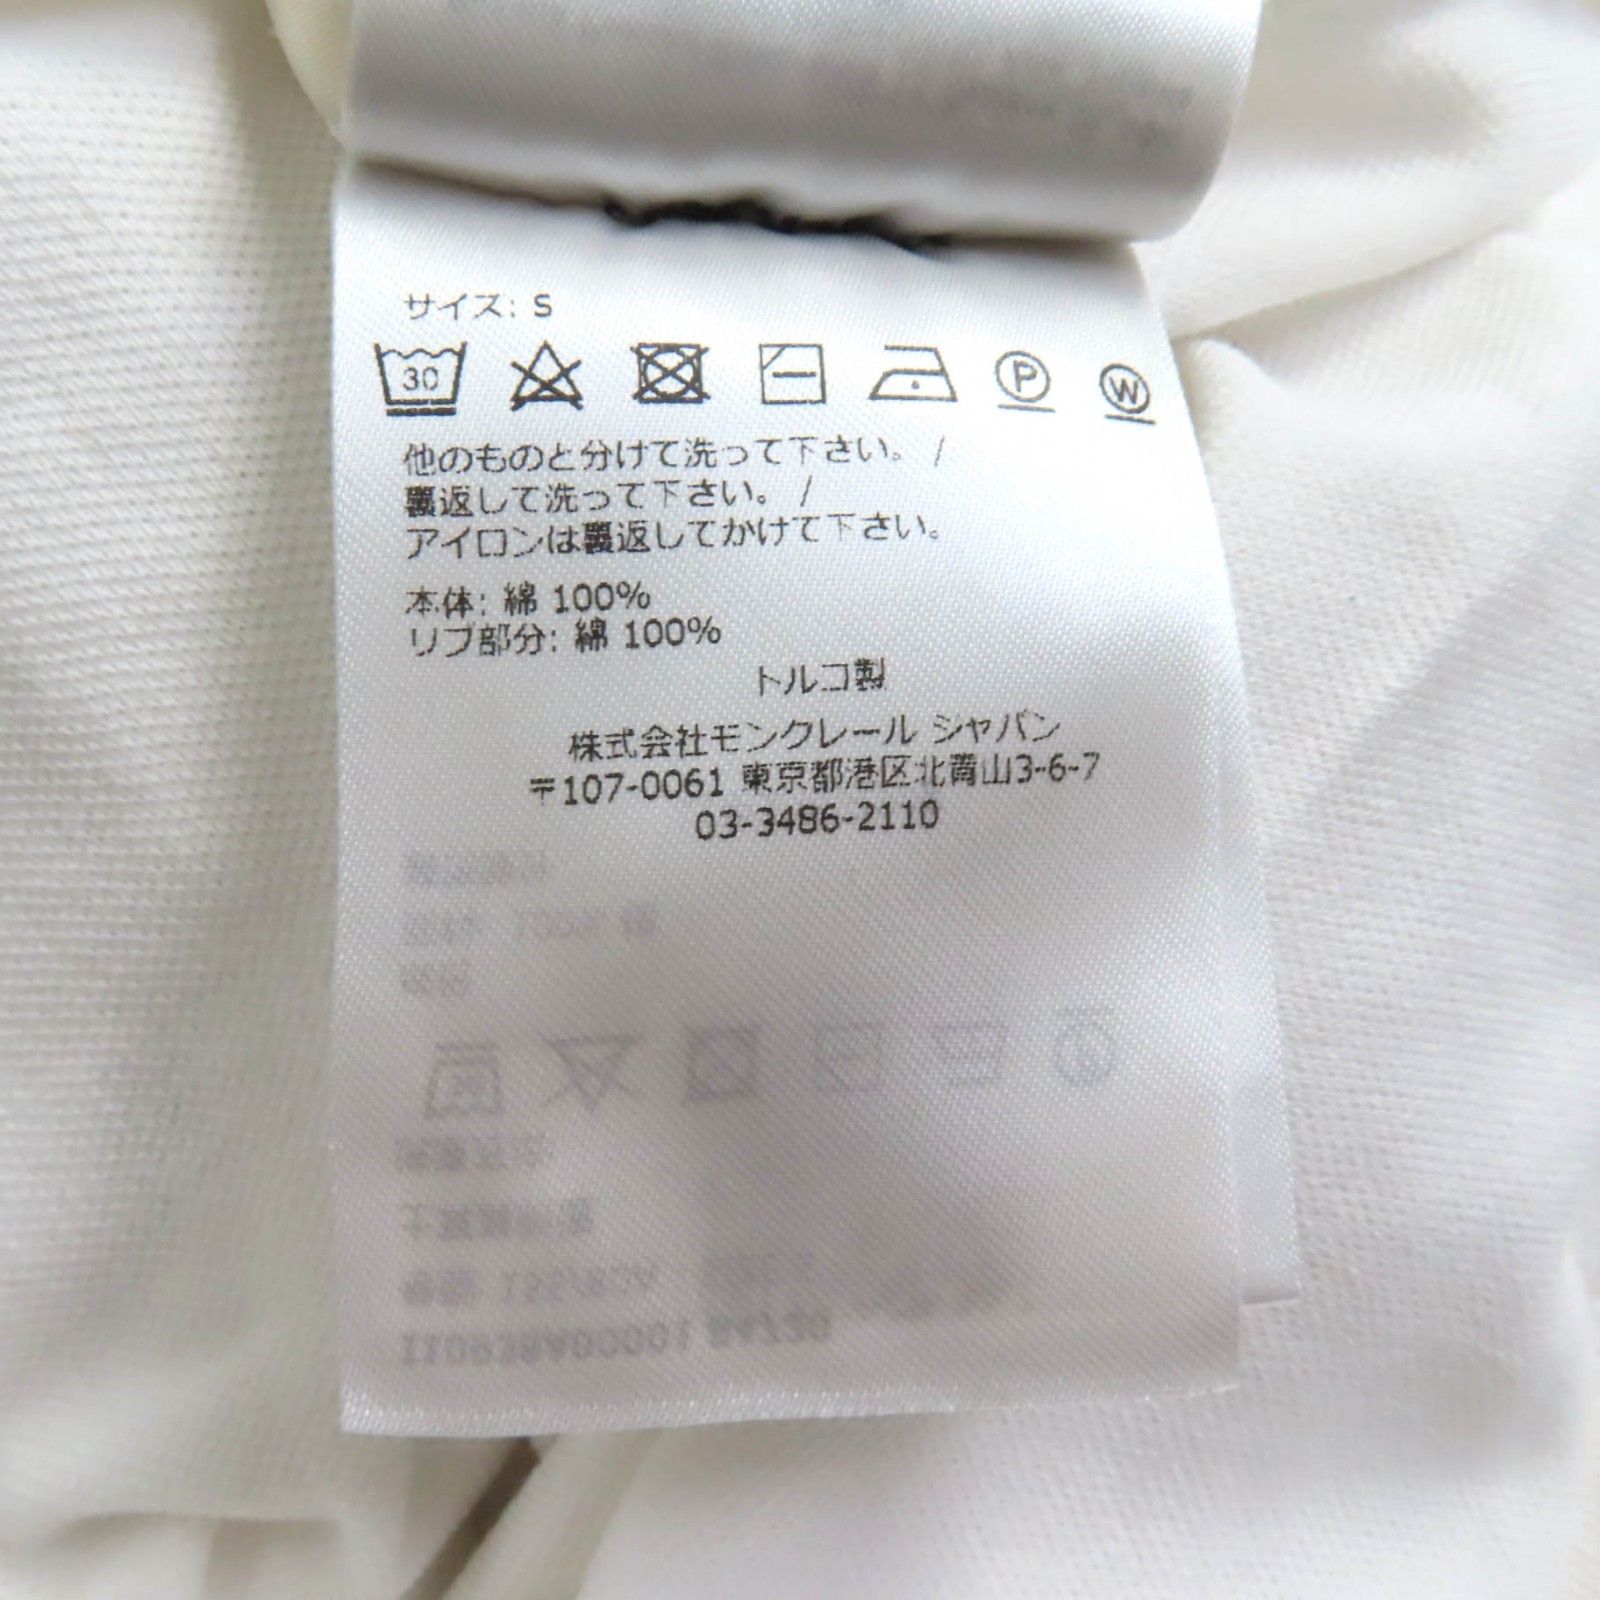 サイズ: S
30
P
W
他のものと分けて洗って下さい。 /
裏返して洗って下さい。 /
アイロンは裏返してかけて下さい。
本体: 綿 100%
リブ部分: 綿 100%
トルコ製
株式会社モンクレール ジャパン
〒107-0061 東京都港区北青山3-6-7
03-3486-2110